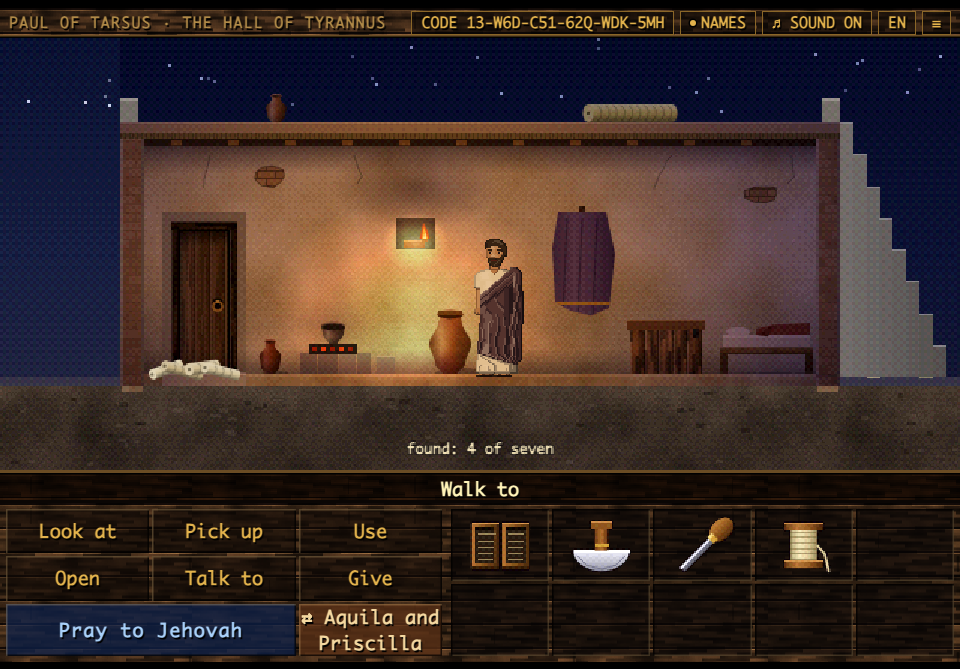 PAUL OF TARSUS · THE HALL OF TYRANNUS
CODE 13-W6D-C51-62Q-WDK-5MH
● NAMES
♬ SOUND ON
EN
≡
found: 4 of seven
Walk to
Look at
Pick up
Use
Open
Talk to
Give
Pray to Jehovah
⇄ Aquila and
Priscilla